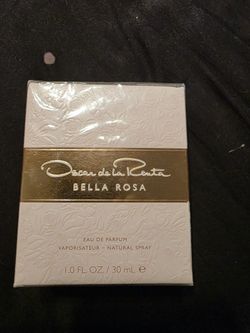 Oscar de la Renta
BELLA ROSA
EAU DE PARFUM
VAPORISATEUR - NATURAL SPRAY
1.0 FL. OZ. / 30 mL ℮